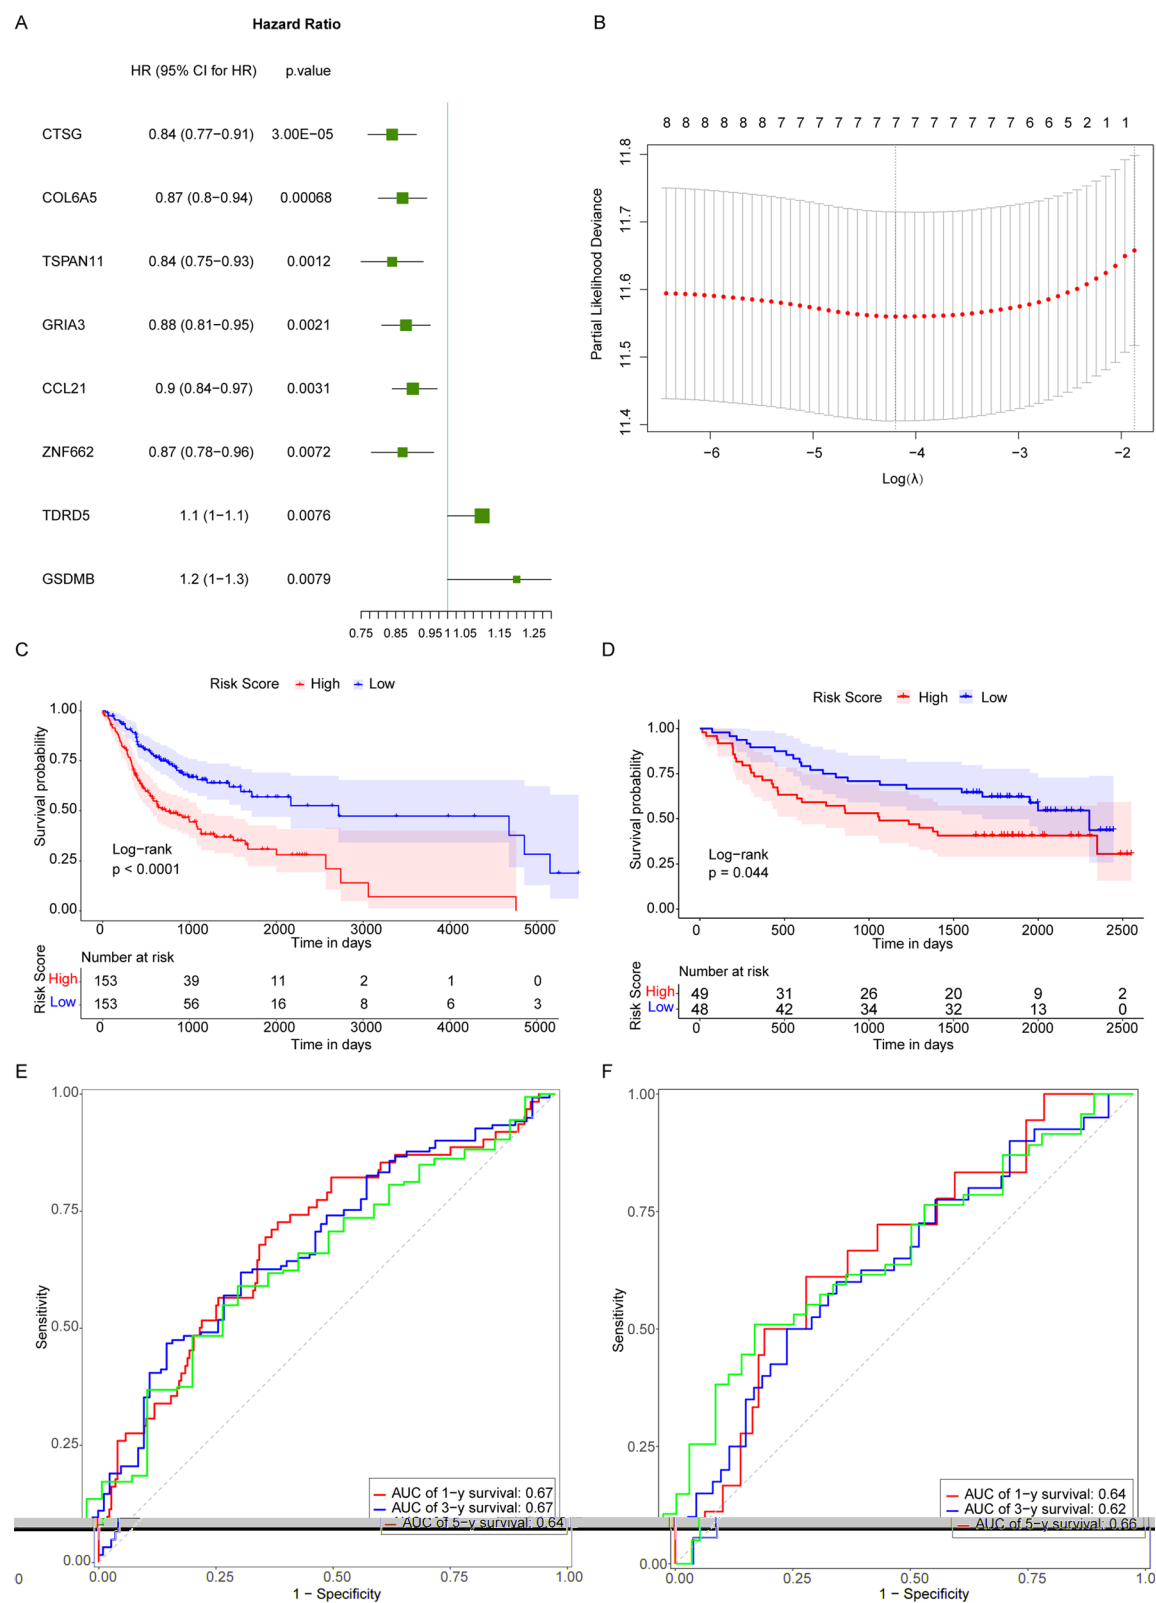 A
Hazard Ratio
HR (95% CI for HR) p.value
CTSG 0.84 (0.77−0.91) 3.00E−05
COL6A5 0.87 (0.8−0.94) 0.00068
TSPAN11 0.84 (0.75−0.93) 0.0012
GRIA3 0.88 (0.81−0.95) 0.0021
CCL21 0.9 (0.84−0.97) 0.0031
ZNF662 0.87 (0.78−0.96) 0.0072
TDRD5 1.1 (1−1.1) 0.0076
GSDMB 1.2 (1−1.3) 0.0079
0.75 0.85 0.95 1 1.05 1.15 1.25
B
8 8 8 8 8 8 7 7 7 7 7 7 7 7 7 7 7 7 7 6 6 5 2 1 1
Partial Likelihood Deviance
11.8
11.7
11.6
11.5
11.4
−6 −5 −4 −3 −2
Log(λ)
C
Risk Score High Low
Survival probability
1.00
0.75
0.50
0.25
0.00
Log−rank
p < 0.0001
0 1000 2000 3000 4000 5000
Time in days
Number at risk
Risk Score
High 153 39 11 2 1 0
Low 153 56 16 8 6 3
0 1000 2000 3000 4000 5000
Time in days
D
Risk Score High Low
Survival probability
1.00
0.75
0.50
0.25
0.00
Log−rank
p = 0.044
0 500 1000 1500 2000 2500
Time in days
Number at risk
Risk Score
High 49 31 26 20 9 2
Low 48 42 34 32 13 0
0 500 1000 1500 2000 2500
Time in days
E
Sensitivity
1.00
0.75
0.50
0.25
0.00
AUC of 1−y survival: 0.67
AUC of 3−y survival: 0.67
AUC of 5−y survival: 0.64
0 0.00 0.25 0.50 0.75 1.00
1 − Specificity
F
Sensitivity
1.00
0.75
0.50
0.25
0.00
AUC of 1−y survival: 0.64
AUC of 3−y survival: 0.62
AUC of 5−y survival: 0.66
0.00 0.25 0.50 0.75 1.0
1 − Specificity